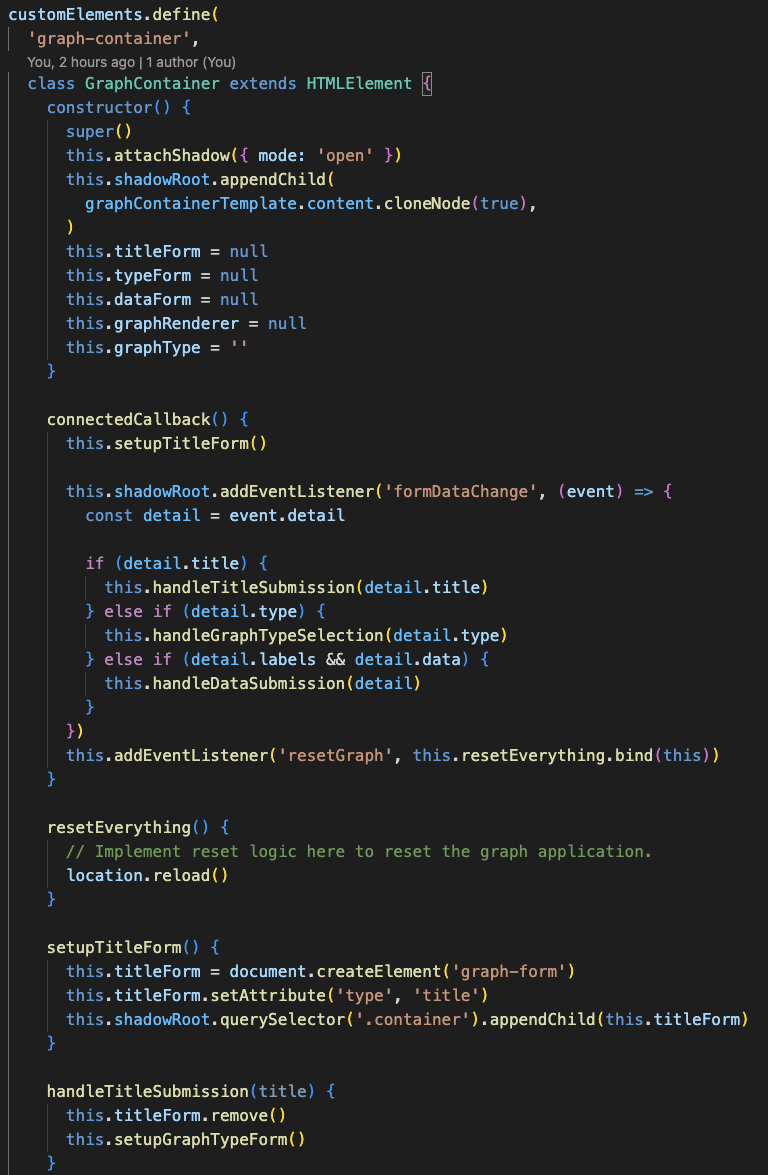 customElements.define(
'graph-container',
You, 2 hours ago | 1 author (You)
class GraphContainer extends HTMLElement {
constructor() {
super()
this.attachShadow({ mode: 'open' })
this.shadowRoot.appendChild(
graphContainerTemplate.content.cloneNode(true),
)
this.titleForm = null
this.typeForm = null
this.dataForm = null
this.graphRenderer = null
this.graphType = ''
}
connectedCallback() {
this.setupTitleForm()
this.shadowRoot.addEventListener('formDataChange', (event) => {
const detail = event.detail
if (detail.title) {
this.handleTitleSubmission(detail.title)
} else if (detail.type) {
this.handleGraphTypeSelection(detail.type)
} else if (detail.labels && detail.data) {
this.handleDataSubmission(detail)
}
})
this.addEventListener('resetGraph', this.resetEverything.bind(this))
}
resetEverything() {
// Implement reset logic here to reset the graph application.
location.reload()
}
setupTitleForm() {
this.titleForm = document.createElement('graph-form')
this.titleForm.setAttribute('type', 'title')
this.shadowRoot.querySelector('.container').appendChild(this.titleForm)
}
handleTitleSubmission(title) {
this.titleForm.remove()
this.setupGraphTypeForm()
}